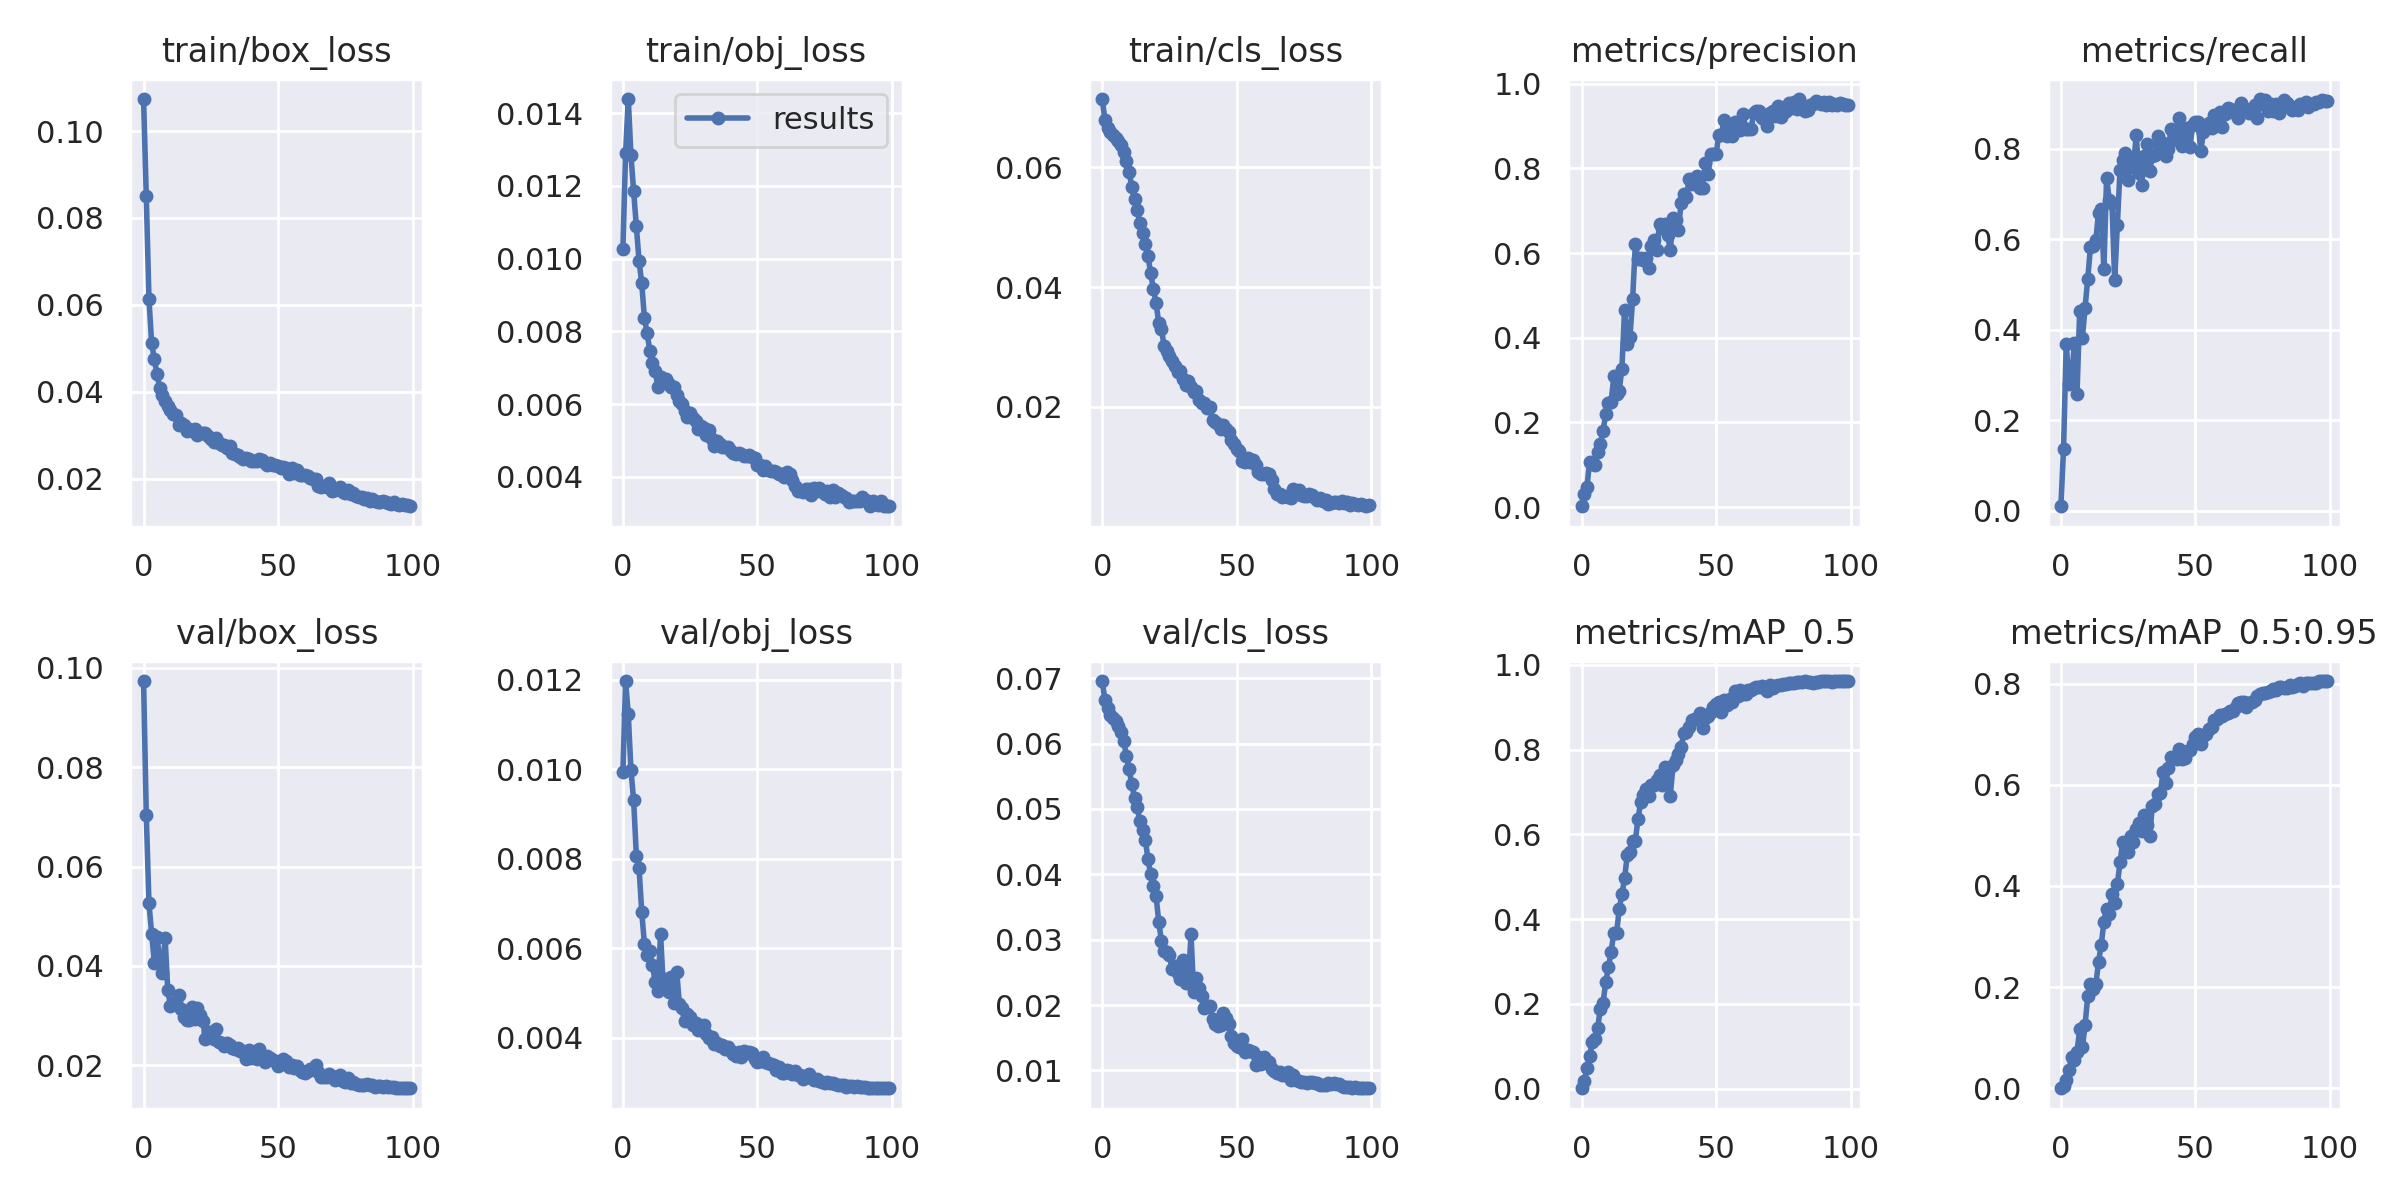 train/box_loss
0.10
0.08
0.06
0.04
0.02
0 50 100
train/obj_loss
results
0.014
0.012
0.010
0.008
0.006
0.004
0 50 100
train/cls_loss
0.06
0.04
0.02
0 50 100
metrics/precision
1.0
0.8
0.6
0.4
0.2
0.0
0 50 100
metrics/recall
0.8
0.6
0.4
0.2
0.0
0 50 100
val/box_loss
0.10
0.08
0.06
0.04
0.02
0 50 100
val/obj_loss
0.012
0.010
0.008
0.006
0.004
0 50 100
val/cls_loss
0.07
0.06
0.05
0.04
0.03
0.02
0.01
0 50 100
metrics/mAP_0.5
1.0
0.8
0.6
0.4
0.2
0.0
0 50 100
metrics/mAP_0.5:0.95
0.8
0.6
0.4
0.2
0.0
0 50 100